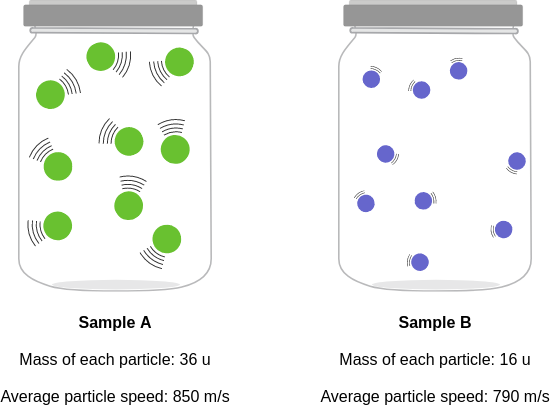 Sample A
Mass of each particle: 36 u
Average particle speed: 850 m/s
Sample B
Mass of each particle: 16 u
Average particle speed: 790 m/s